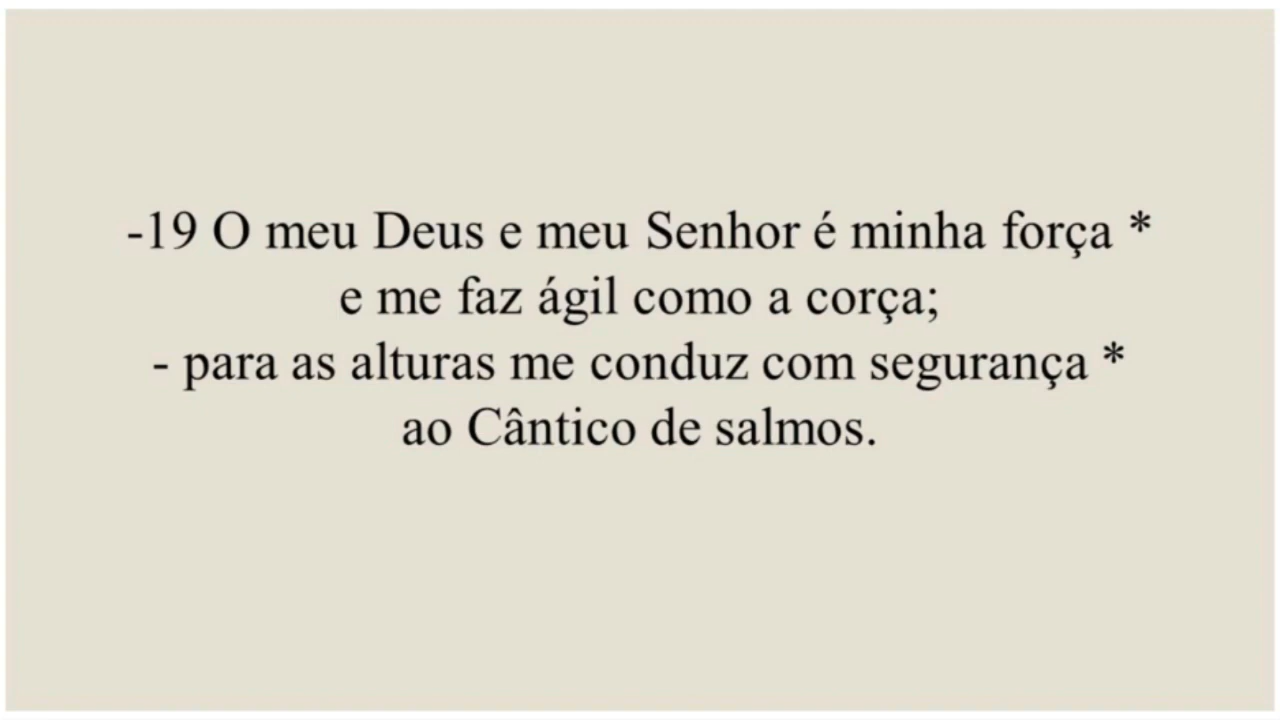 -19 O meu Deus e meu Senhor é minha força *
e me faz ágil como a corça;
- para as alturas me conduz com segurança *
ao Cântico de salmos.